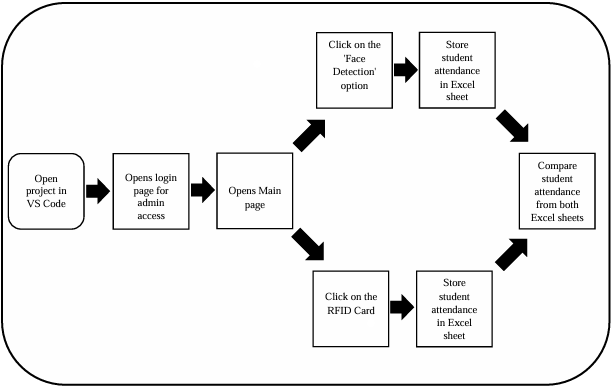 Open
project in
VS Code
Opens login
page for
admin
access
Opens Main
page
Click on the
'Face
Detection'
option
Store
student
attendance
in Excel
sheet
Click on the
RFID Card
Store
student
attendance
in Excel
sheet
Compare
student
attendance
from both
Excel sheets